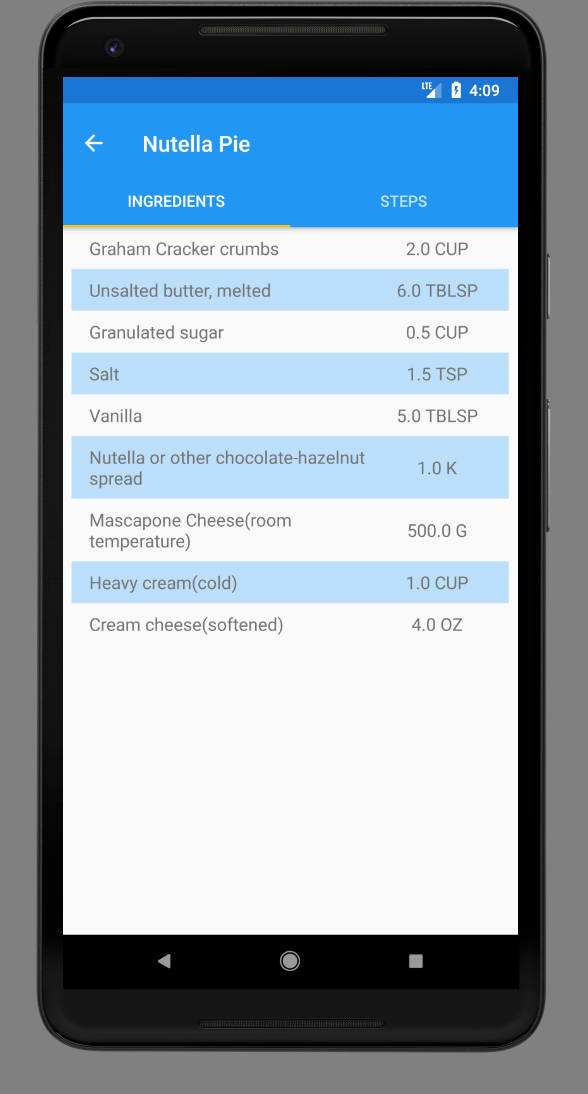 LTE 4:09
Nutella Pie
INGREDIENTS STEPS
Graham Cracker crumbs 2.0 CUP
Unsalted butter, melted 6.0 TBLSP
Granulated sugar 0.5 CUP
Salt 1.5 TSP
Vanilla 5.0 TBLSP
Nutella or other chocolate-hazelnut
spread 1.0 K
Mascapone Cheese(room
temperature) 500.0 G
Heavy cream(cold) 1.0 CUP
Cream cheese(softened) 4.0 OZ